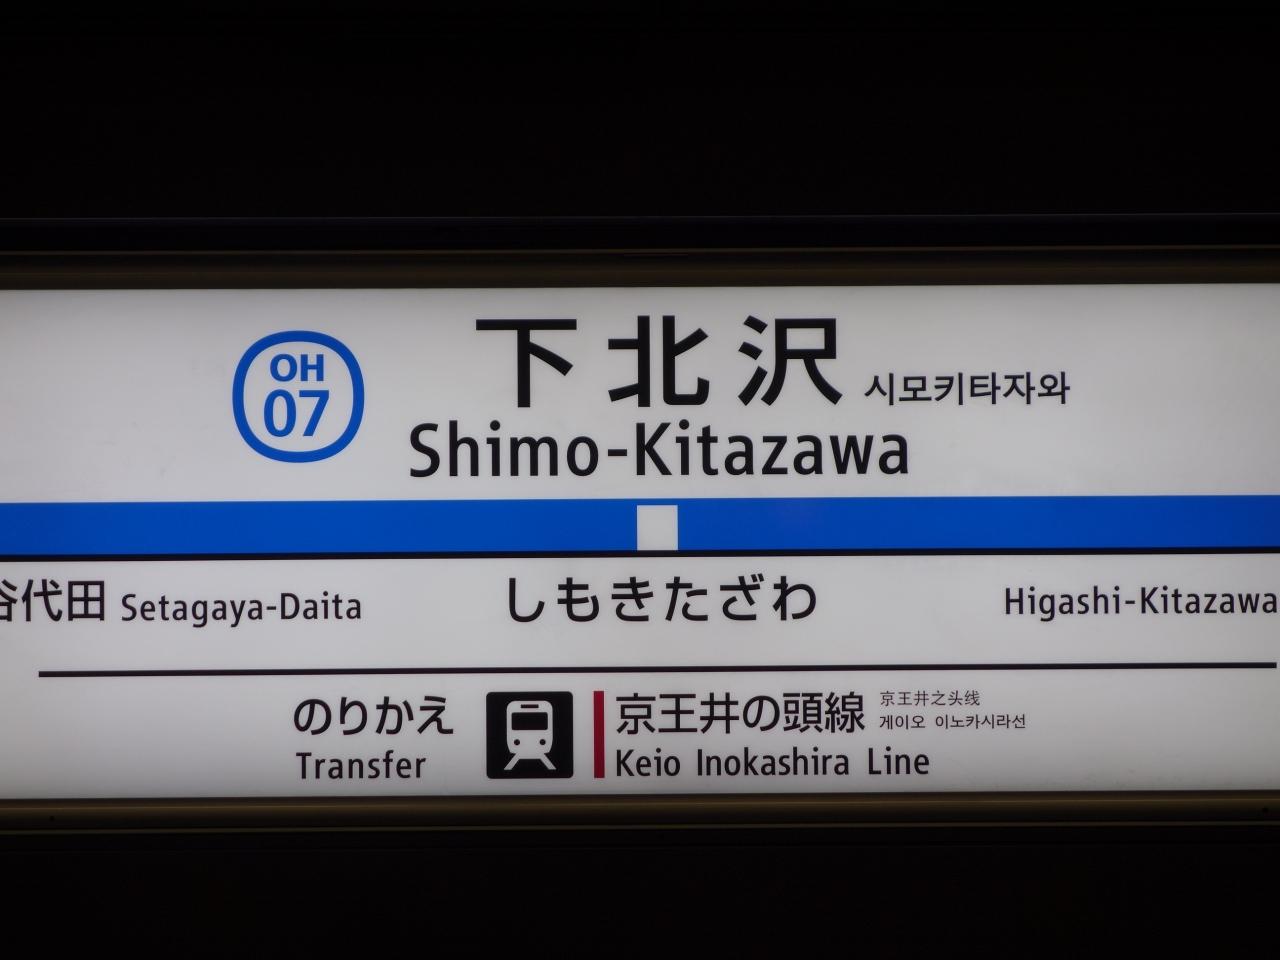 OH
07
下北沢 시모키타자와
Shimo-Kitazawa
谷代田 Setagaya-Daita
しもきたざわ
Higashi-Kitazawa
のりかえ
Transfer
京王井の頭線
Keio Inokashira Line
京王井之头线
게이오 이노카시라선